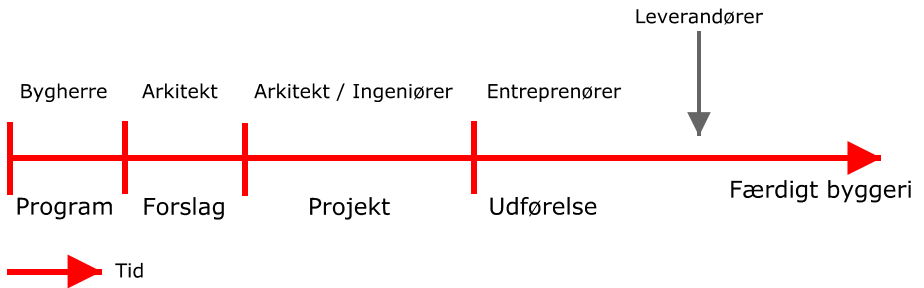 Leverandører
Bygherre
Arkitekt
Arkitekt / Ingeniører
Entreprenører
Program
Forslag
Projekt
Udførelse
Færdigt byggeri
Tid